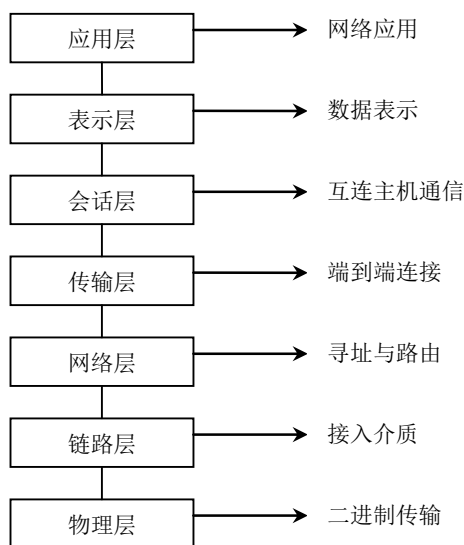 应用层 网络应用
表示层 数据表示
会话层 互连主机通信
传输层 端到端连接
网络层 寻址与路由
链路层 接入介质
物理层 二进制传输